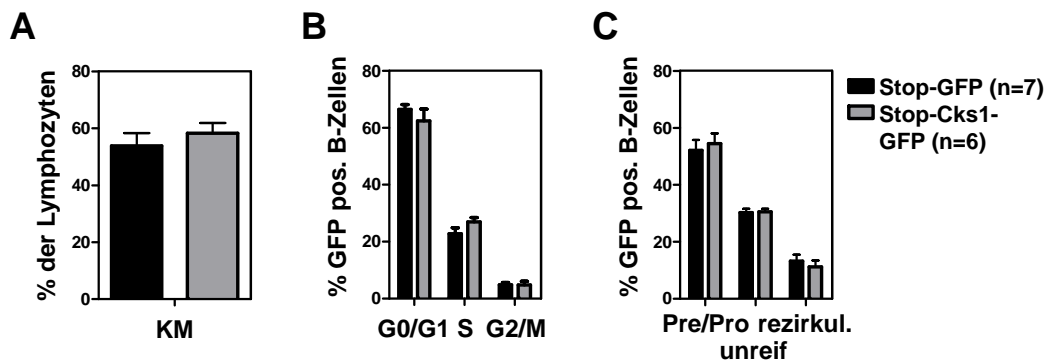 A
% der Lymphozyten
80
60
40
20
0
KM
B
% GFP pos. B-Zellen
80
60
40
20
0
G0/G1 S G2/M
C
% GFP pos. B-Zellen
80
60
40
20
0
Pre/Pro rezirkul.
unreif
Stop-GFP (n=7)
Stop-Cks1-
GFP (n=6)